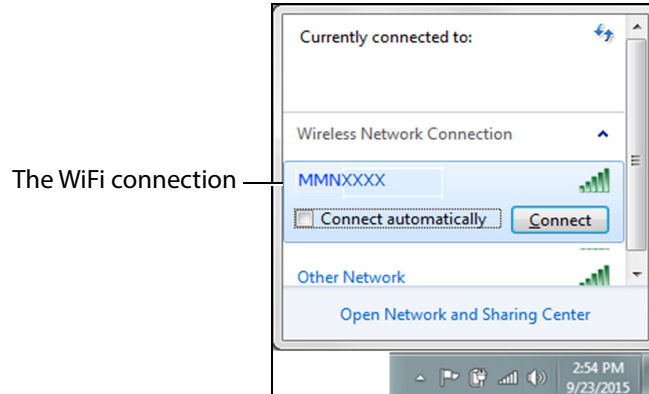 Currently connected to:
Wireless Network Connection
The WiFi connection
MMNXXXX
Connect automatically
Connect
Other Network
Open Network and Sharing Center
2:54 PM
9/23/2015